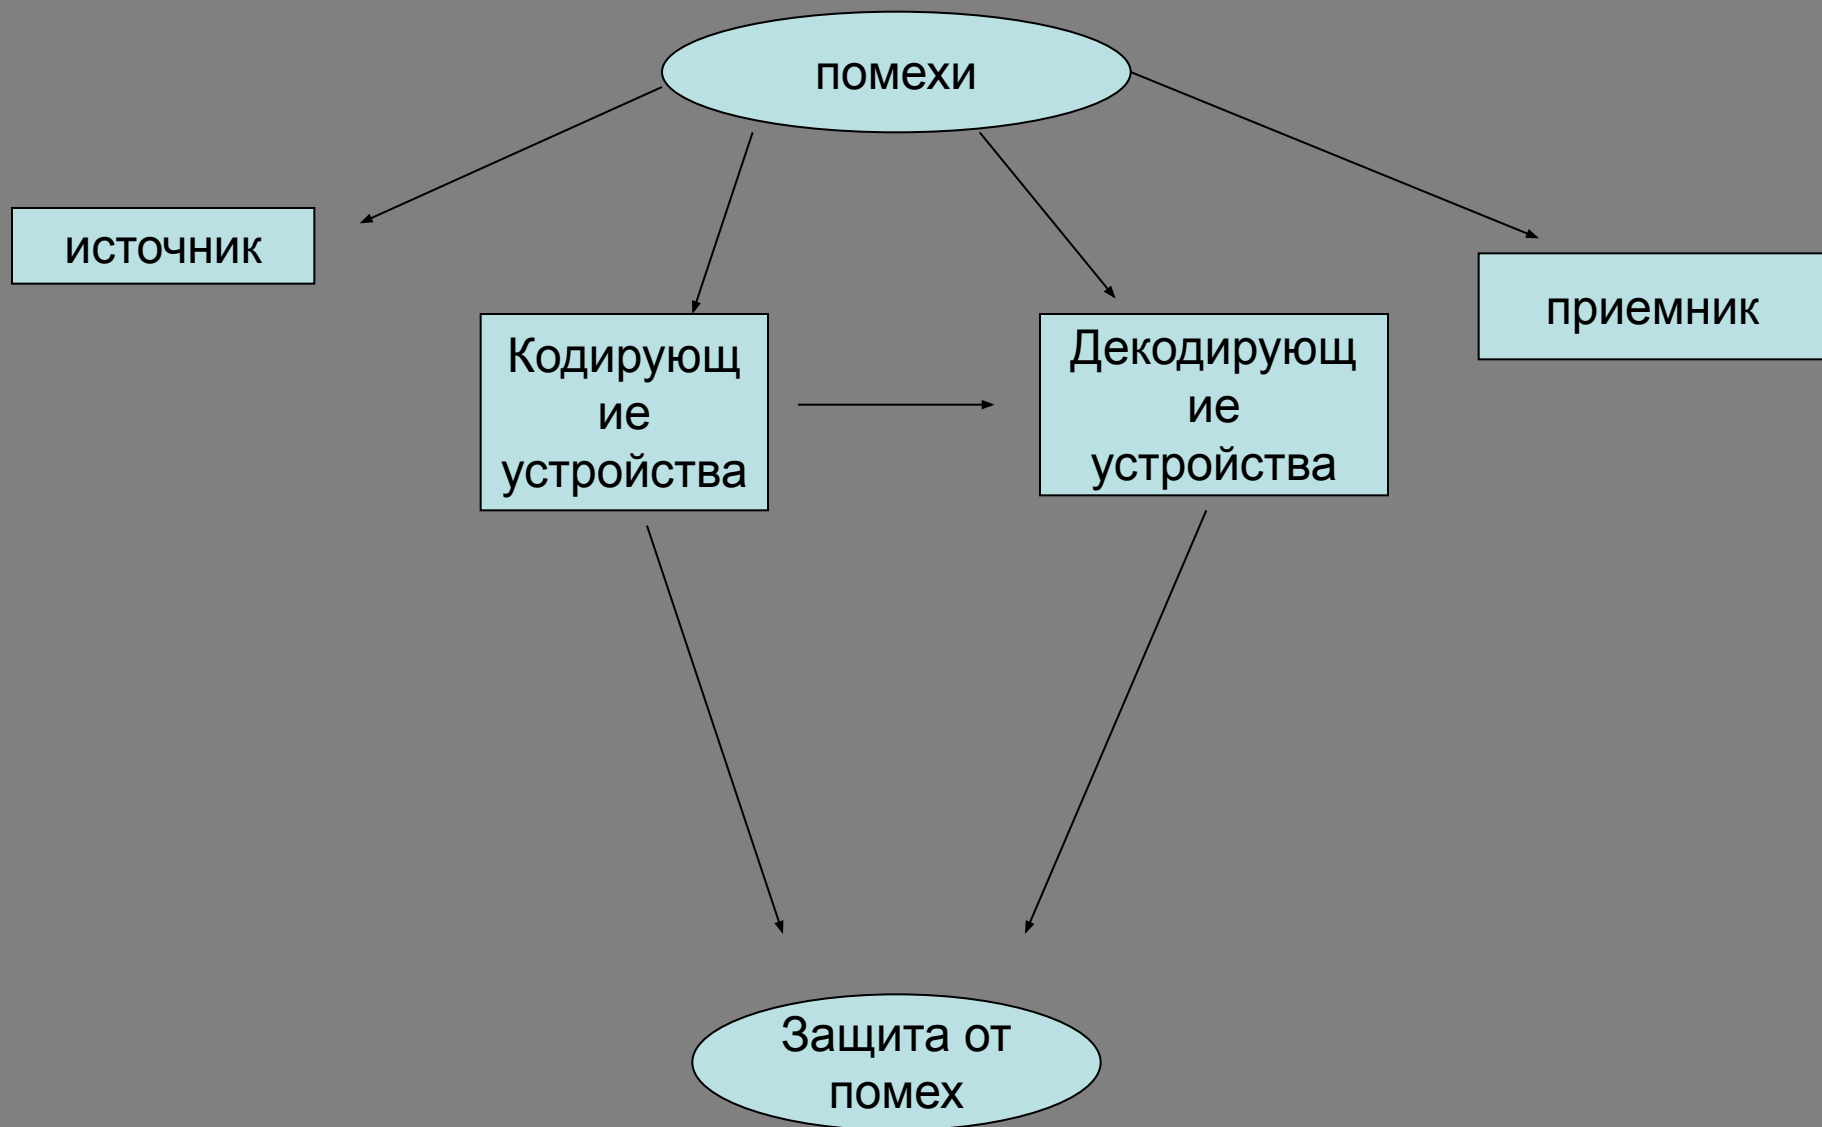 помехи
источник
приемник
Кодирующ
ие
устройства
Декодирующ
ие
устройства
Защита от
помех